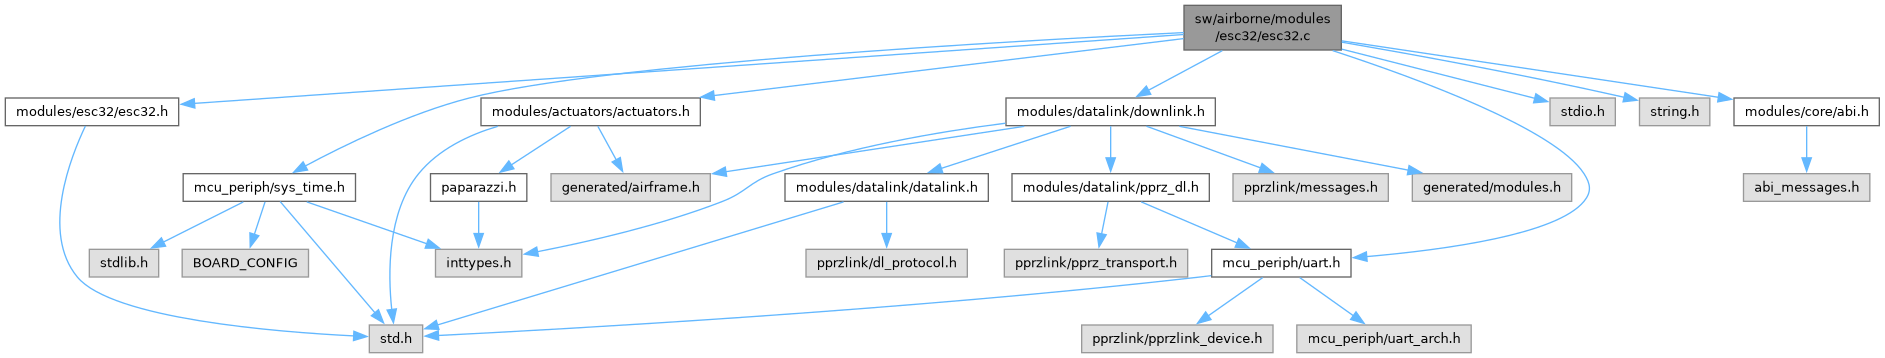 sw/airborne/modules
/esc32/esc32.c
modules/esc32/esc32.h
modules/actuators/actuators.h
modules/datalink/downlink.h
stdio.h
string.h
modules/core/abi.h
mcu_periph/sys_time.h
paparazzi.h
generated/airframe.h
modules/datalink/datalink.h
modules/datalink/pprz_dl.h
pprzlink/messages.h
generated/modules.h
abi_messages.h
stdlib.h
BOARD_CONFIG
inttypes.h
pprzlink/dl_protocol.h
pprzlink/pprz_transport.h
mcu_periph/uart.h
std.h
pprzlink/pprzlink_device.h
mcu_periph/uart_arch.h